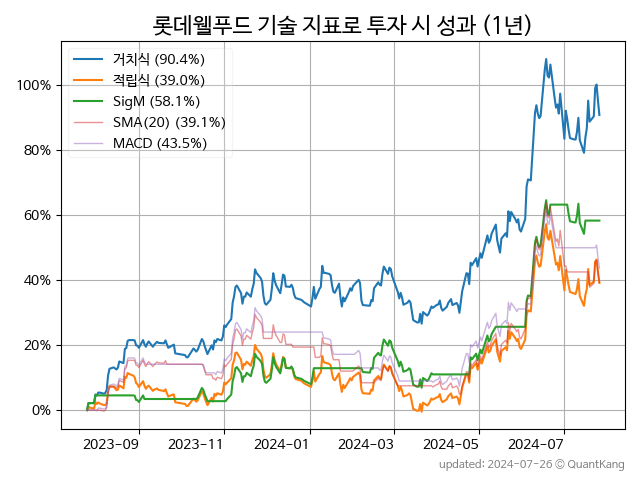 롯데웰푸드 기술 지표로 투자 시 성과 (1년)
거치식 (90.4%)
적립식 (39.0%)
SigM (58.1%)
SMA(20) (39.1%)
MACD (43.5%)
100%
80%
60%
40%
20%
0%
2023-09 2023-11 2024-01 2024-03 2024-05 2024-07
updated: 2024-07-26 © QuantKang